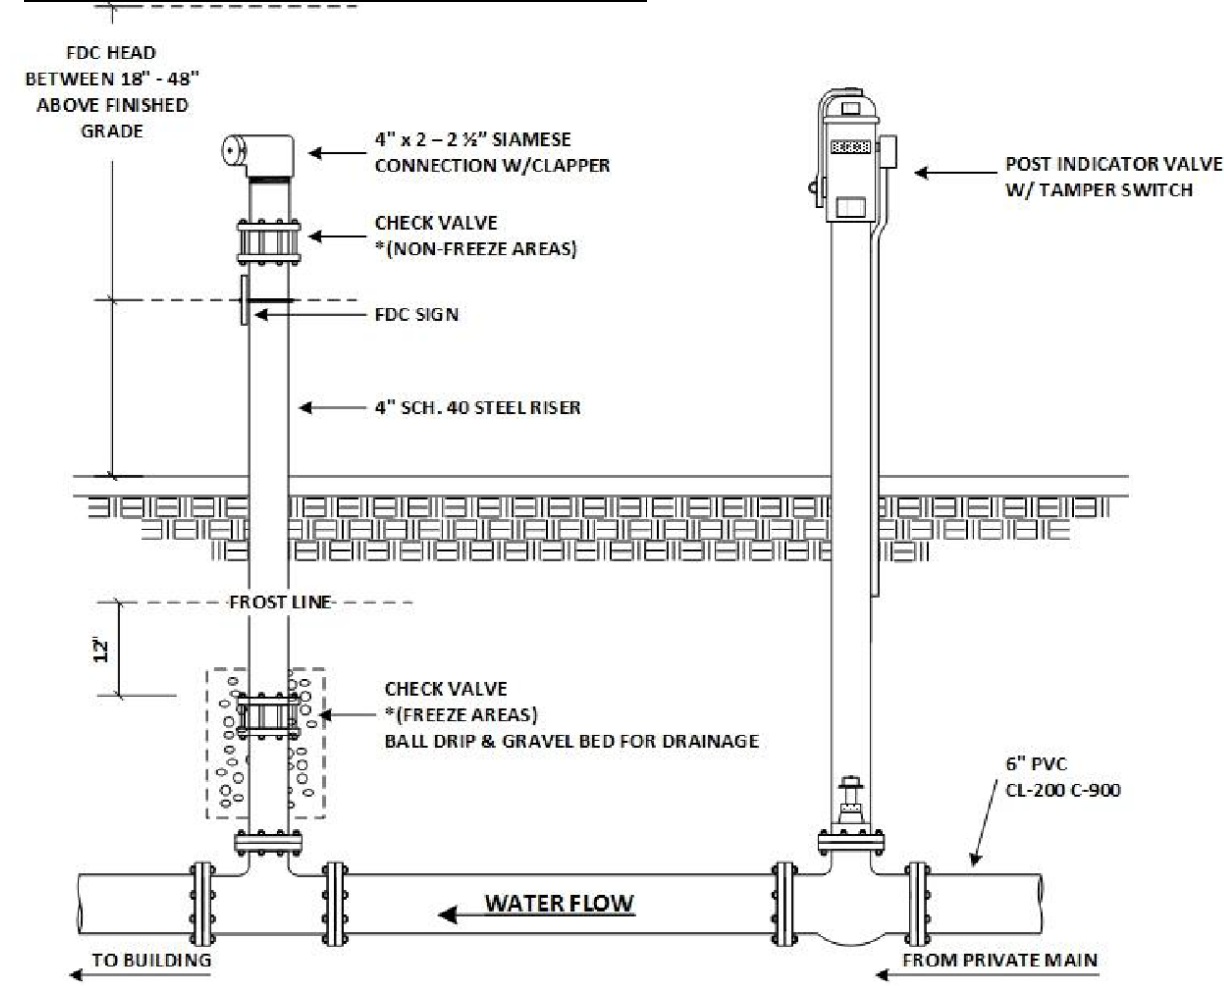 FDC HEAD
BETWEEN 18" - 48"
ABOVE FINISHED
GRADE
4" x 2 – 2 ½" SIAMESE
CONNECTION W/CLAPPER
POST INDICATOR VALVE
W/ TAMPER SWITCH
CHECK VALVE
*(NON-FREEZE AREAS)
FDC SIGN
4" SCH. 40 STEEL RISER
FROST LINE
12"
CHECK VALVE
*(FREEZE AREAS)
BALL DRIP & GRAVEL BED FOR DRAINAGE
6" PVC
CL-200 C-900
WATER FLOW
TO BUILDING
FROM PRIVATE MAIN